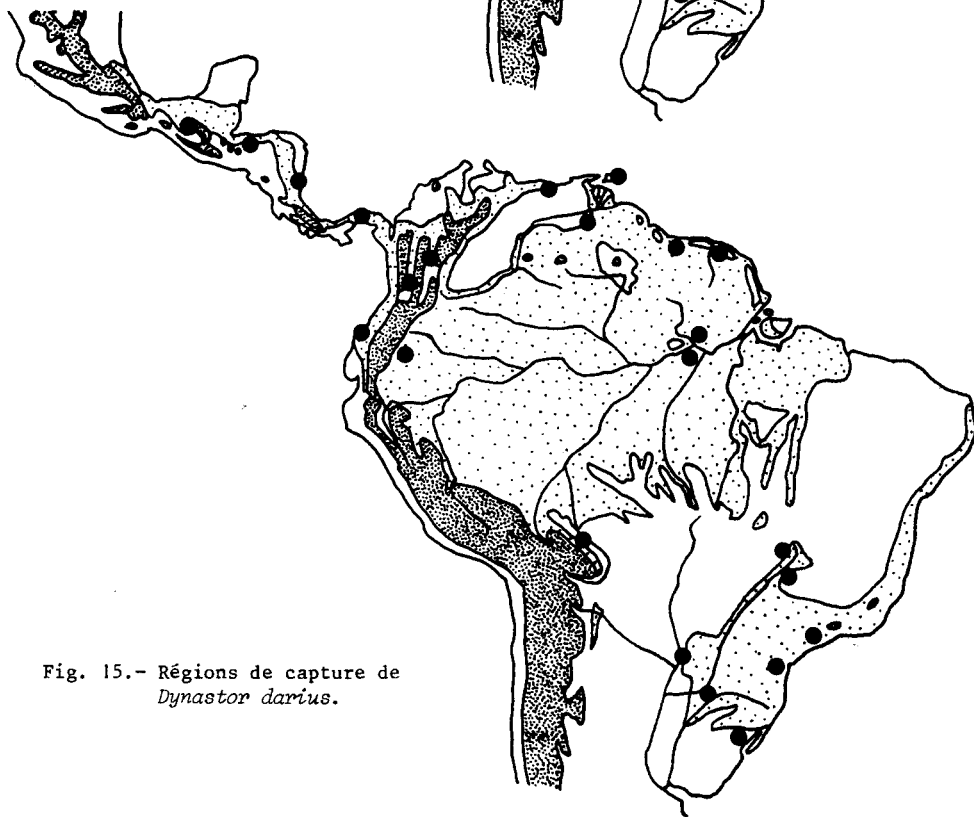 Fig. 15.- Régions de capture de
Dynastor darius.